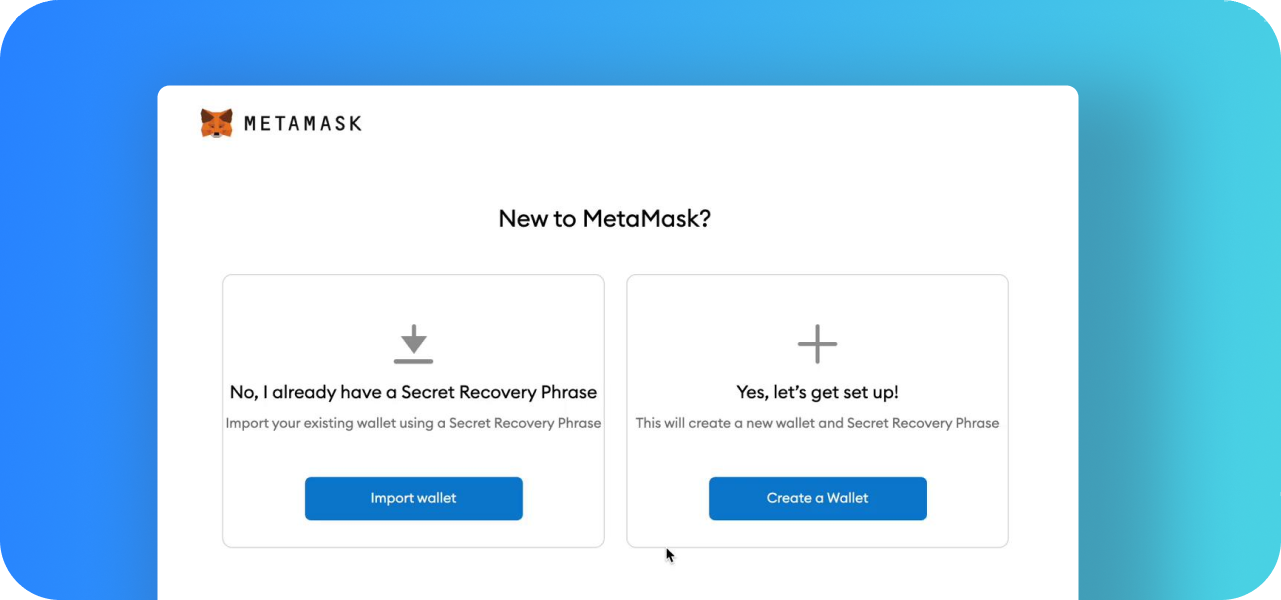 METAMASK
New to MetaMask?
No, I already have a Secret Recovery Phrase
Import your existing wallet using a Secret Recovery Phrase
Import wallet
Yes, let’s get set up!
This will create a new wallet and Secret Recovery Phrase
Create a Wallet